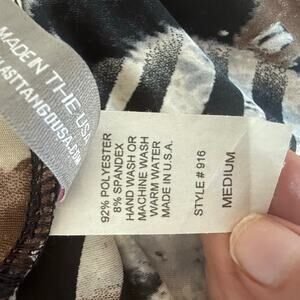 MADE IN THE USA
LASTTANGOUSA.COM
92% POLYESTER
8% SPANDEX
HAND WASH OR
MACHINE WASH
WARM WATER
MADE IN U.S.A.
STYLE # 916
MEDIUM